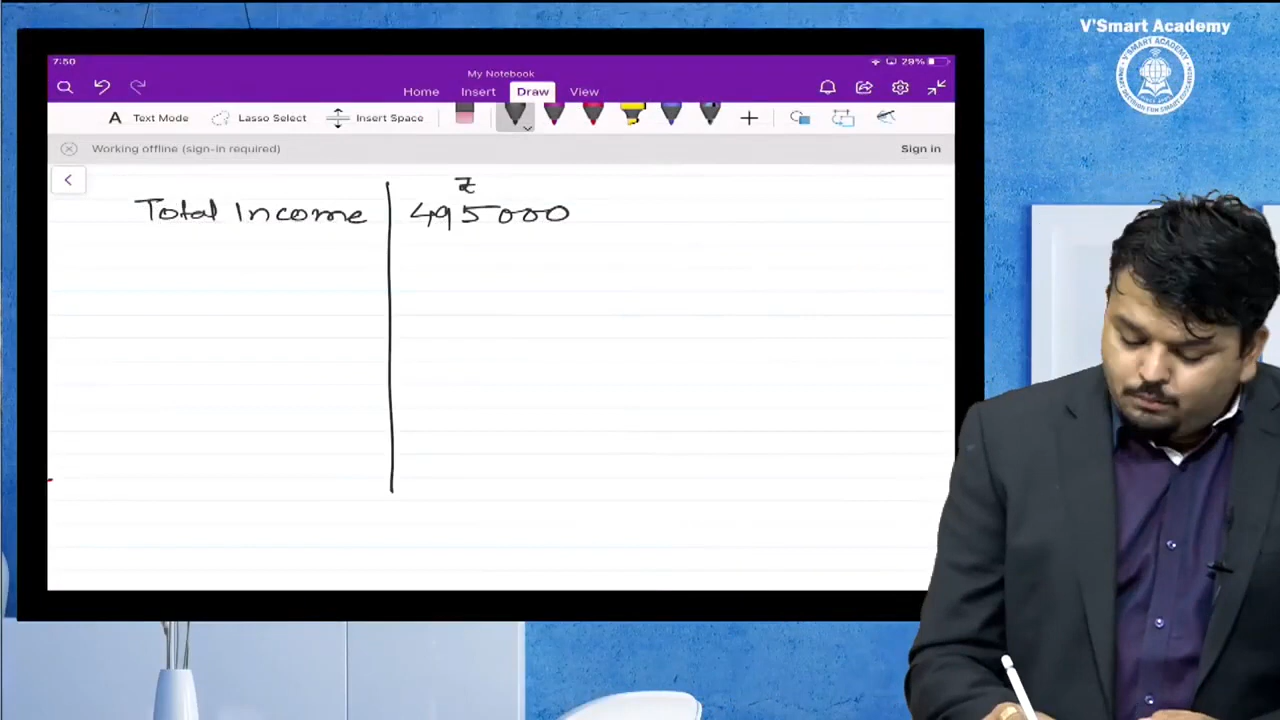 V'Smart Academy
7:50
29%
My Notebook
Home Insert Draw View
A Text Mode Lasso Select Insert Space
Working offline (sign-in required) Sign in
₹
Total Income 495000